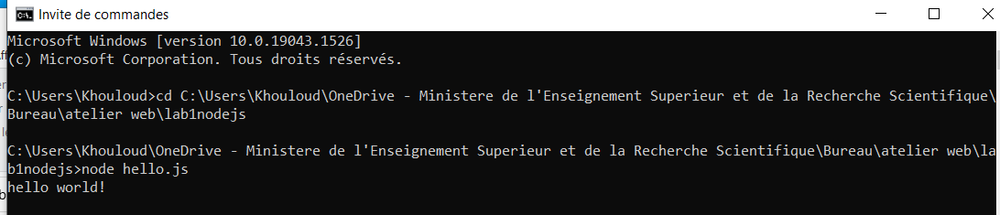 Invite de commandes
Microsoft Windows [version 10.0.19043.1526]
(c) Microsoft Corporation. Tous droits réservés.
C:\Users\Khouloud>cd C:\Users\Khouloud\OneDrive - Ministere de l'Enseignement Superieur et de la Recherche Scientifique\
Bureau\atelier web\lab1nodejs
C:\Users\Khouloud\OneDrive - Ministere de l'Enseignement Superieur et de la Recherche Scientifique\Bureau\atelier web\la
b1nodejs>node hello.js
hello world!